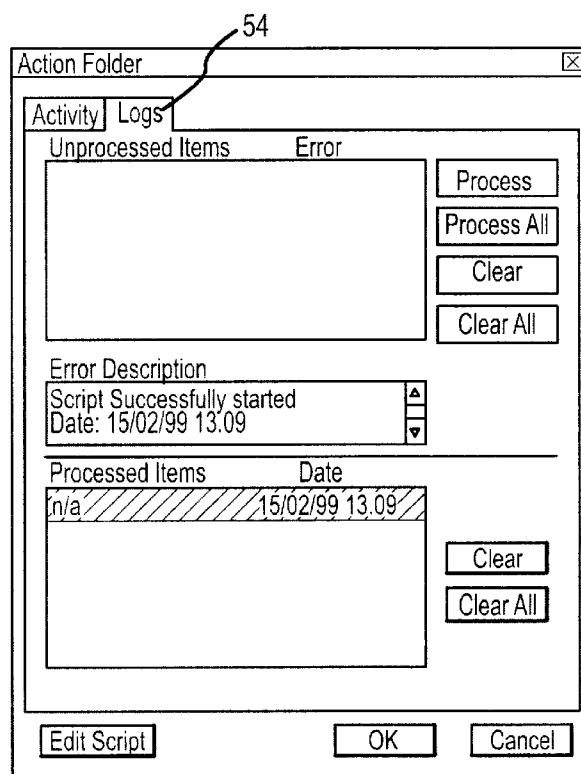 54
Action Folder
Activity Logs
Unprocessed Items Error
Process
Process All
Clear
Clear All
Error Description
Script Successfully started
Date: 15/02/99 13.09
Processed Items Date
n/a 15/02/99 13.09
Clear
Clear All
Edit Script OK Cancel